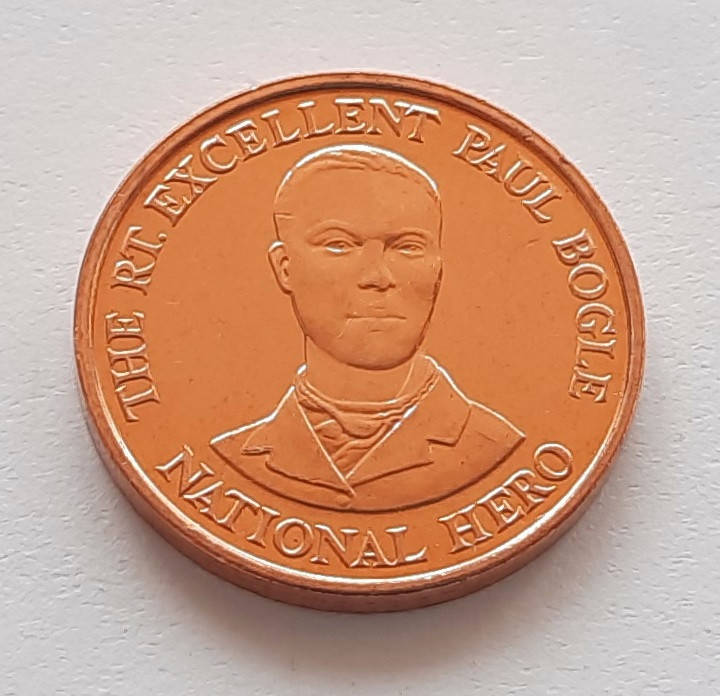 THE RT. EXCELLENT PAUL BOGLE
NATIONAL HERO